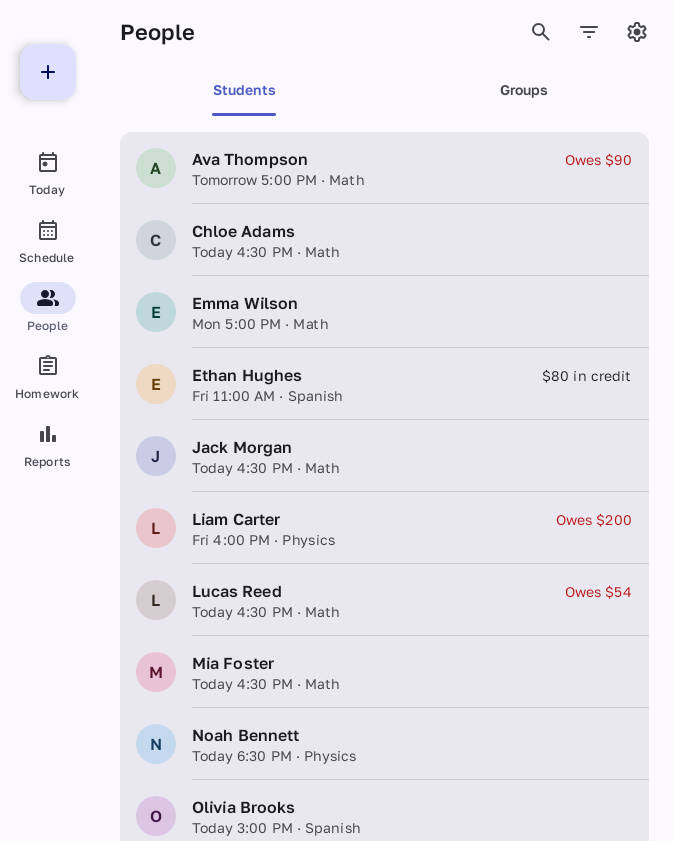 People
+
Today
Schedule
People
Homework
Reports
Students
Groups
A
Ava Thompson
Owes $90
Tomorrow 5:00 PM · Math
C
Chloe Adams
Today 4:30 PM · Math
E
Emma Wilson
Mon 5:00 PM · Math
E
Ethan Hughes
$80 in credit
Fri 11:00 AM · Spanish
J
Jack Morgan
Today 4:30 PM · Math
L
Liam Carter
Owes $200
Fri 4:00 PM · Physics
L
Lucas Reed
Owes $54
Today 4:30 PM · Math
M
Mia Foster
Today 4:30 PM · Math
N
Noah Bennett
Today 6:30 PM · Physics
O
Olivia Brooks
Today 3:00 PM · Spanish